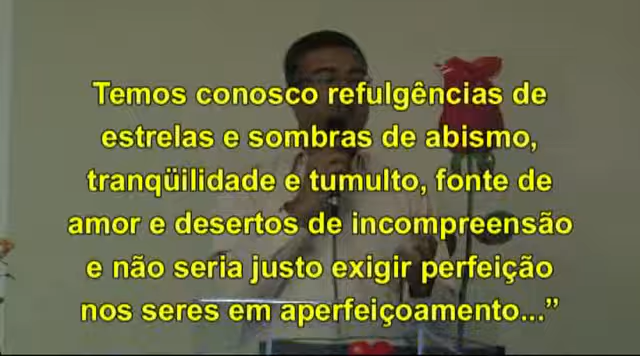 Temos conosco refulgências de
estrelas e sombras de abismo,
tranqüilidade e tumulto, fonte de
amor e desertos de incompreensão
e não seria justo exigir perfeição
nos seres em aperfeiçoamento...”